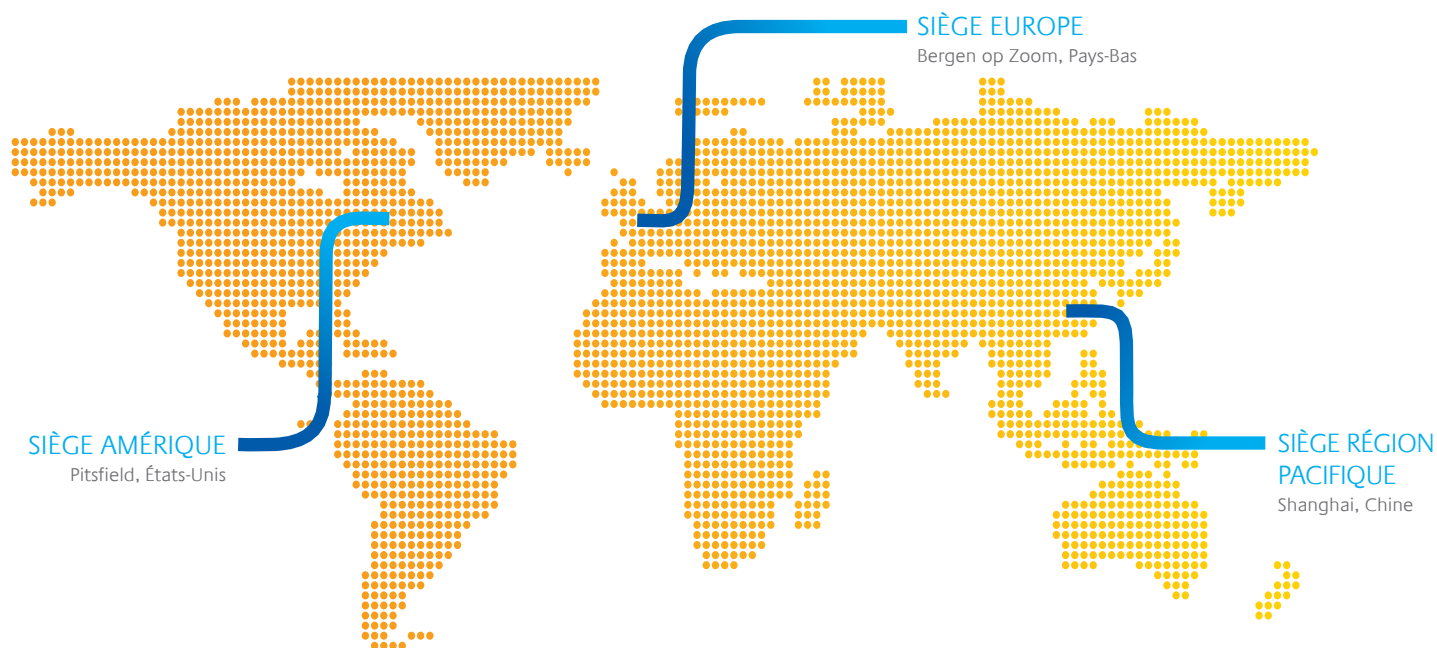 SIÈGE EUROPE
Bergen op Zoom, Pays-Bas
SIÈGE AMÉRIQUE
Pitsfield, États-Unis
SIÈGE RÉGION
PACIFIQUE
Shanghai, Chine